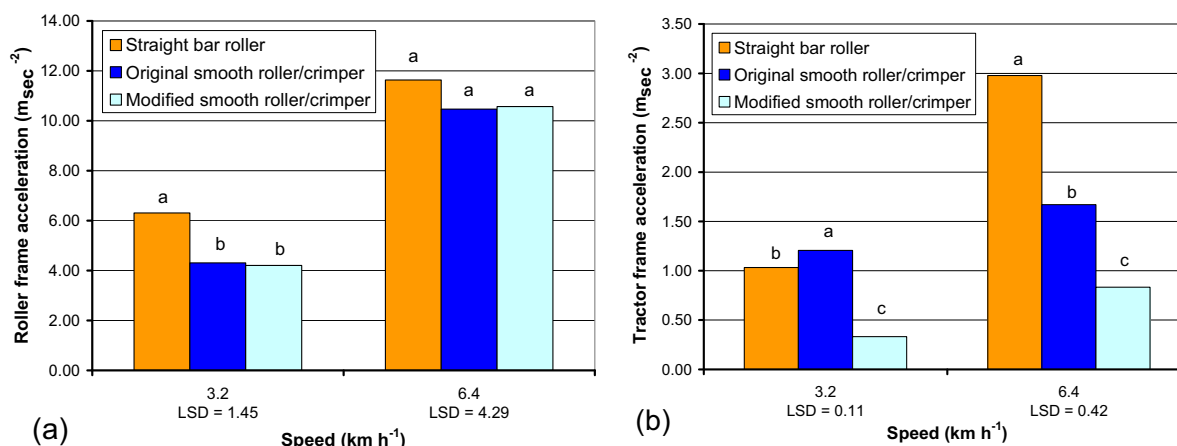 14.00
12.00
10.00
8.00
6.00
4.00
2.00
0.00
Roller frame acceleration (m sec ⁻²)
Straight bar roller
Original smooth roller/crimper
Modified smooth roller/crimper
a
b
b
a
a
a
3.2
LSD = 1.45
6.4
LSD = 4.29
Speed (km h⁻¹)
(a)
3.50
3.00
2.50
2.00
1.50
1.00
0.50
0.00
Tractor frame acceleration (m sec ⁻²)
Straight bar roller
Original smooth roller/crimper
Modified smooth roller/crimper
b
a
c
a
b
c
3.2
LSD = 0.11
6.4
LSD = 0.42
Speed (km h⁻¹)
(b)